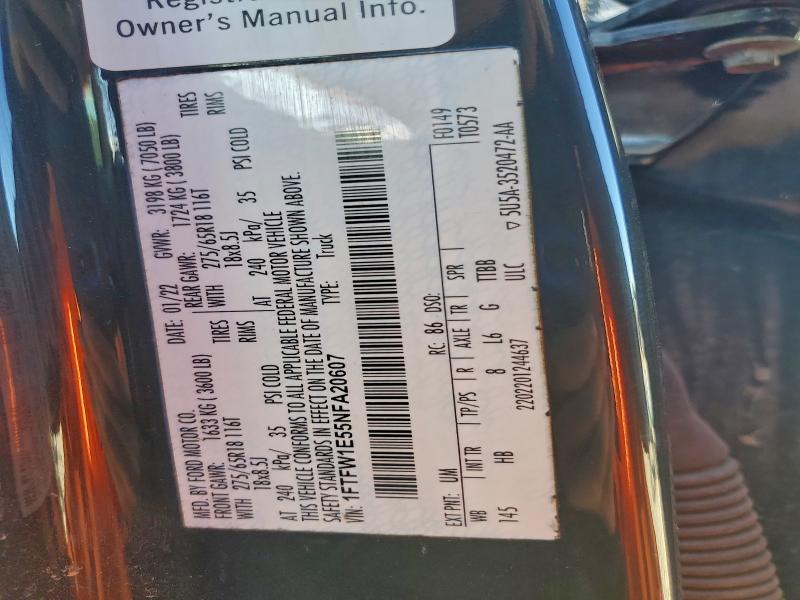 Owner's Manual Info.
MFD. BY FORD MOTOR CO.
DATE: 01/22 GVWR: 3198 KG ( 7050 LB)
FRONT GAWR: 1633 KG ( 3600 LB)
REAR GAWR: 1724 KG ( 3800 LB)
WITH 275/65R18 116T TIRES
WITH 275/65R18 116T TIRES
18x8.5J RIMS
18x8.5J RIMS
AT 240 kPa/ 35 PSI COLD
AT 240 kPa/ 35 PSI COLD
THIS VEHICLE CONFORMS TO ALL APPLICABLE FEDERAL MOTOR VEHICLE
SAFETY STANDARDS IN EFFECT ON THE DATE OF MANUFACTURE SHOWN ABOVE.
VIN: 1FTFW1E55NFA20607 TYPE: Truck
F0149
T0573
EXT PNT: UM RC: 86 DSO:
WB INT TR TP/PS R AXLE TR SPR
145 HB 8 L6 G TTBB
2202201244637 ULC
▽ 5U5A-3520472-AA